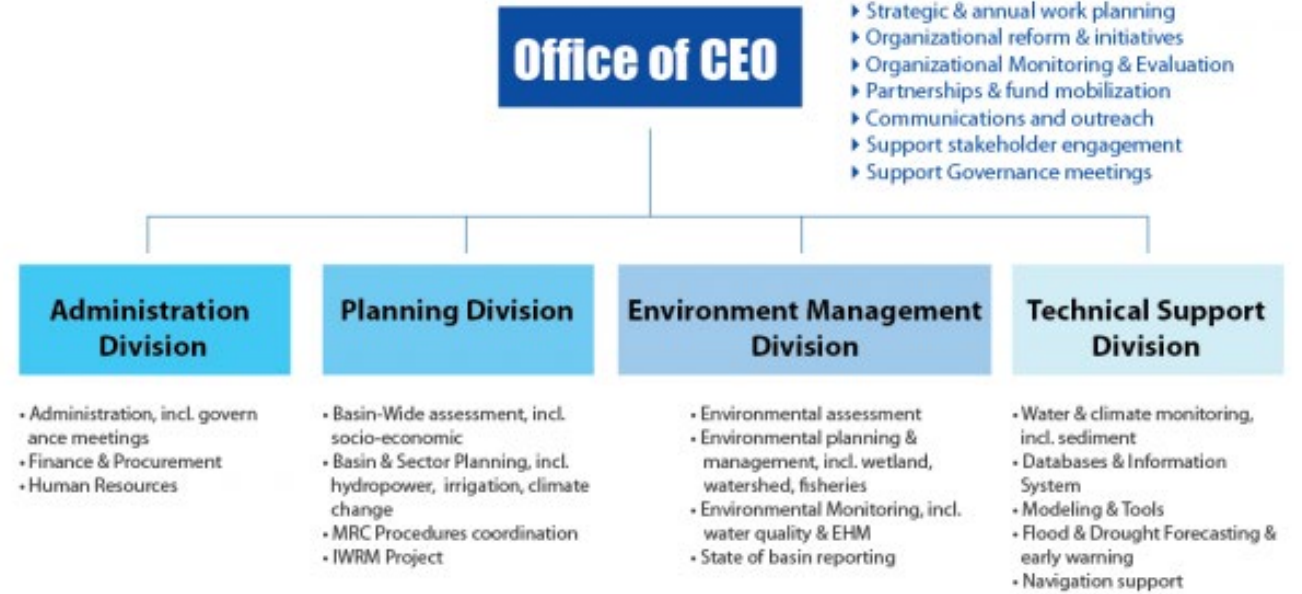 Office of CEO
‣ Strategic & annual work planning
‣ Organizational reform & initiatives
‣ Organizational Monitoring & Evaluation
‣ Partnerships & fund mobilization
‣ Communications and outreach
‣ Support stakeholder engagement
‣ Support Governance meetings
Administration
Division
• Administration, incl. govern
ance meetings
• Finance & Procurement
• Human Resources
Planning Division
• Basin-Wide assessment, incl.
socio-economic
• Basin & Sector Planning, incl.
hydropower, irrigation, climate
change
• MRC Procedures coordination
• IWRM Project
Environment Management
Division
• Environmental assessment
• Environmental planning &
management, incl. wetland,
watershed, fisheries
• Environmental Monitoring, incl.
water quality & EHM
• State of basin reporting
Technical Support
Division
• Water & climate monitoring,
incl. sediment
• Databases & Information
System
• Modeling & Tools
• Flood & Drought Forecasting &
early warning
• Navigation support